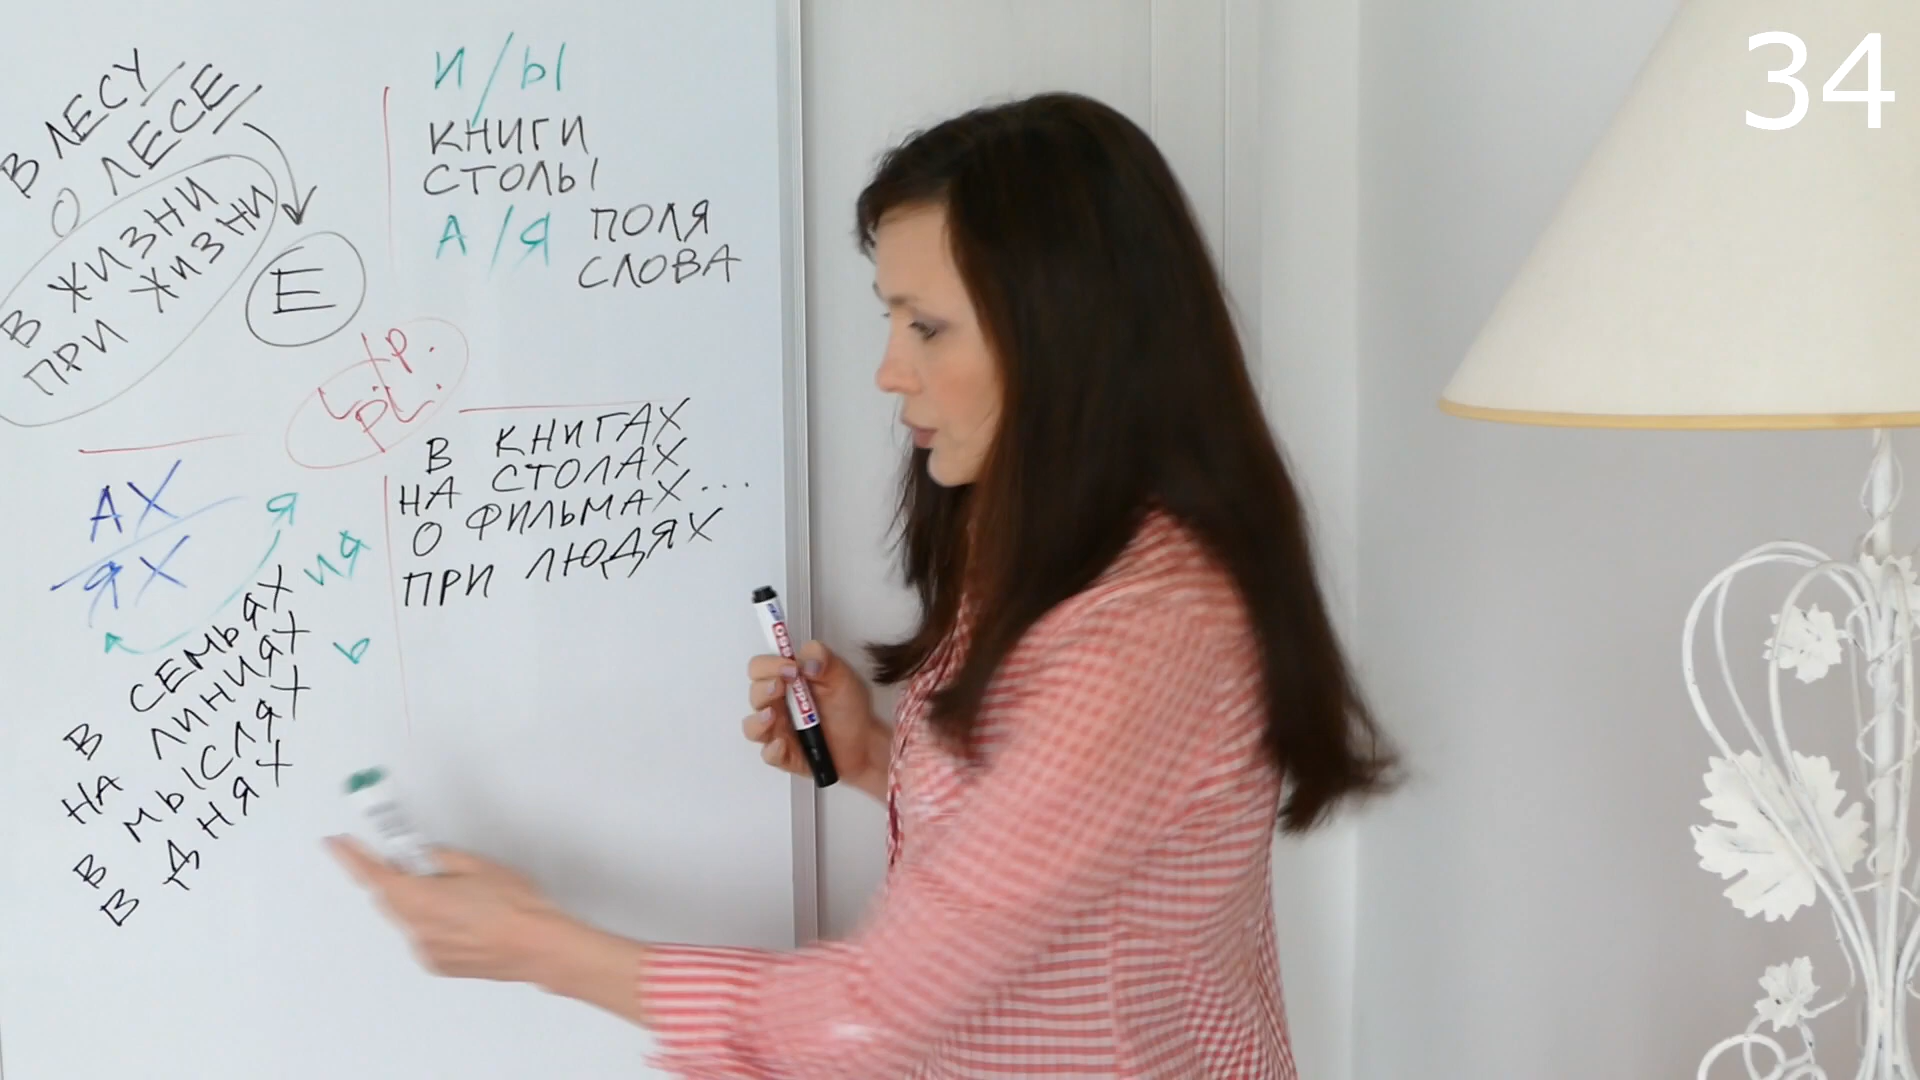 34
В ЛЕСУ
О ЛЕСЕ
В ЖИЗНИ
ПРИ ЖИЗНИ
Е
И/Ы
КНИГИ
СТОЛЫ
А/Я ПОЛЯ
СЛОВА
PL.
АХ
ЯХ
Я
ИЯ
Ь
В СЕМЬЯХ
НА ЛИНИЯХ
В МЫСЛЯХ
В ДНЯХ
В КНИГАХ
НА СТОЛАХ
О ФИЛЬМАХ...
ПРИ ЛЮДЯХ